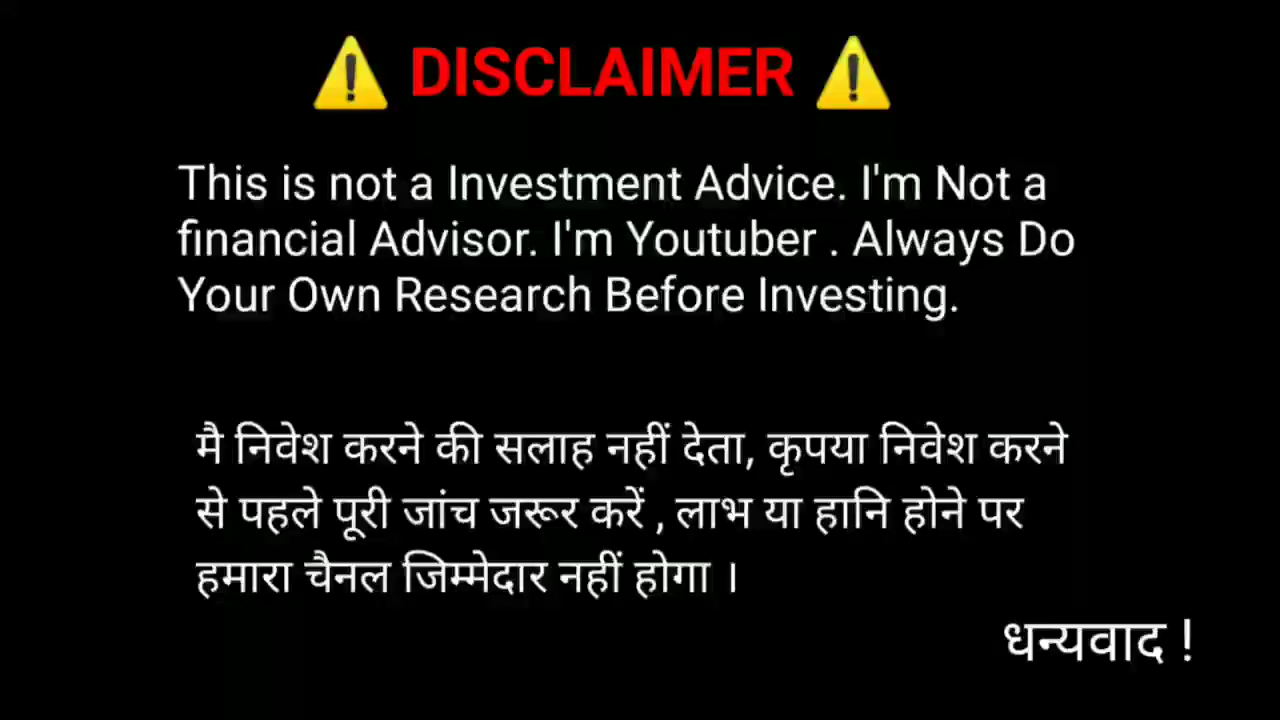 ⚠️ DISCLAIMER ⚠️
This is not a Investment Advice. I'm Not a
financial Advisor. I'm Youtuber . Always Do
Your Own Research Before Investing.
मै निवेश करने की सलाह नहीं देता, कृपया निवेश करने
से पहले पूरी जांच जरूर करें , लाभ या हानि होने पर
हमारा चैनल जिम्मेदार नहीं होगा ।
धन्यवाद !